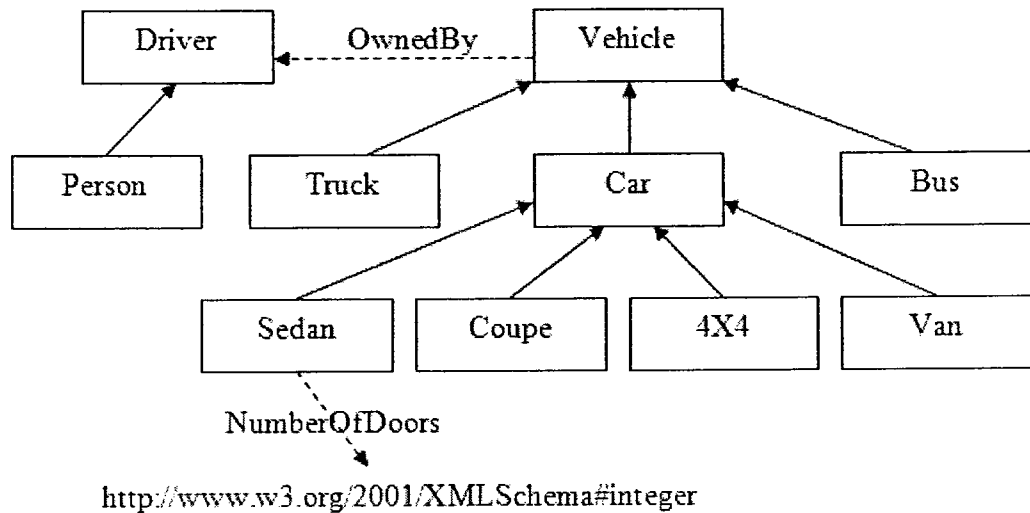 Driver
OwnedBy
Vehicle
Person
Truck
Car
Bus
Sedan
Coupe
4X4
Van
NumberOfDoors
http://www.w3.org/2001/XMLSchema#integer